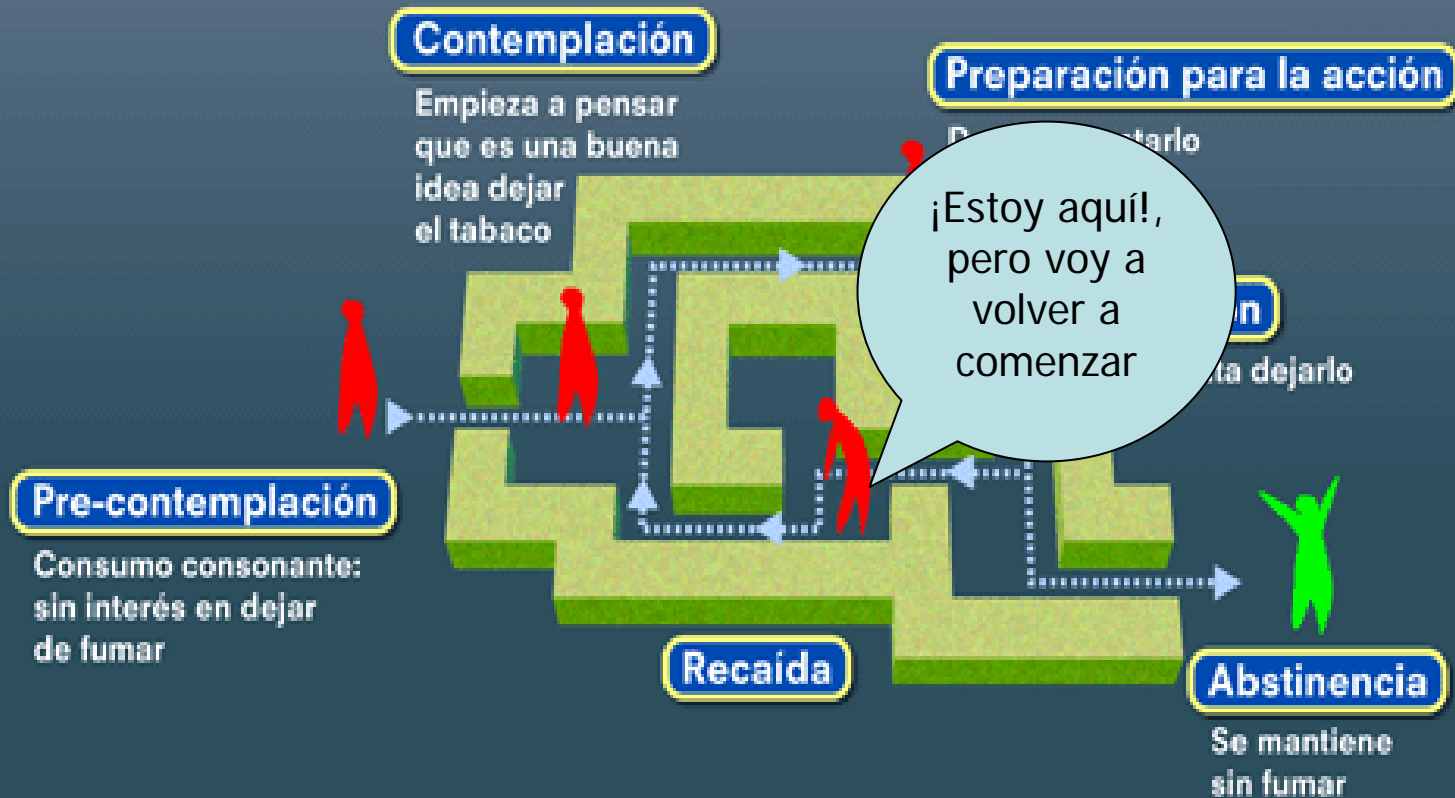 Contemplación
Empieza a pensar
que es una buena
idea dejar
el tabaco
Preparación para la acción
¡Estoy aquí!,
pero voy a
volver a
comenzar
dejarlo
Pre-contemplación
Consumo consonante:
sin interés en dejar
de fumar
Recaída
Abstinencia
Se mantiene
sin fumar